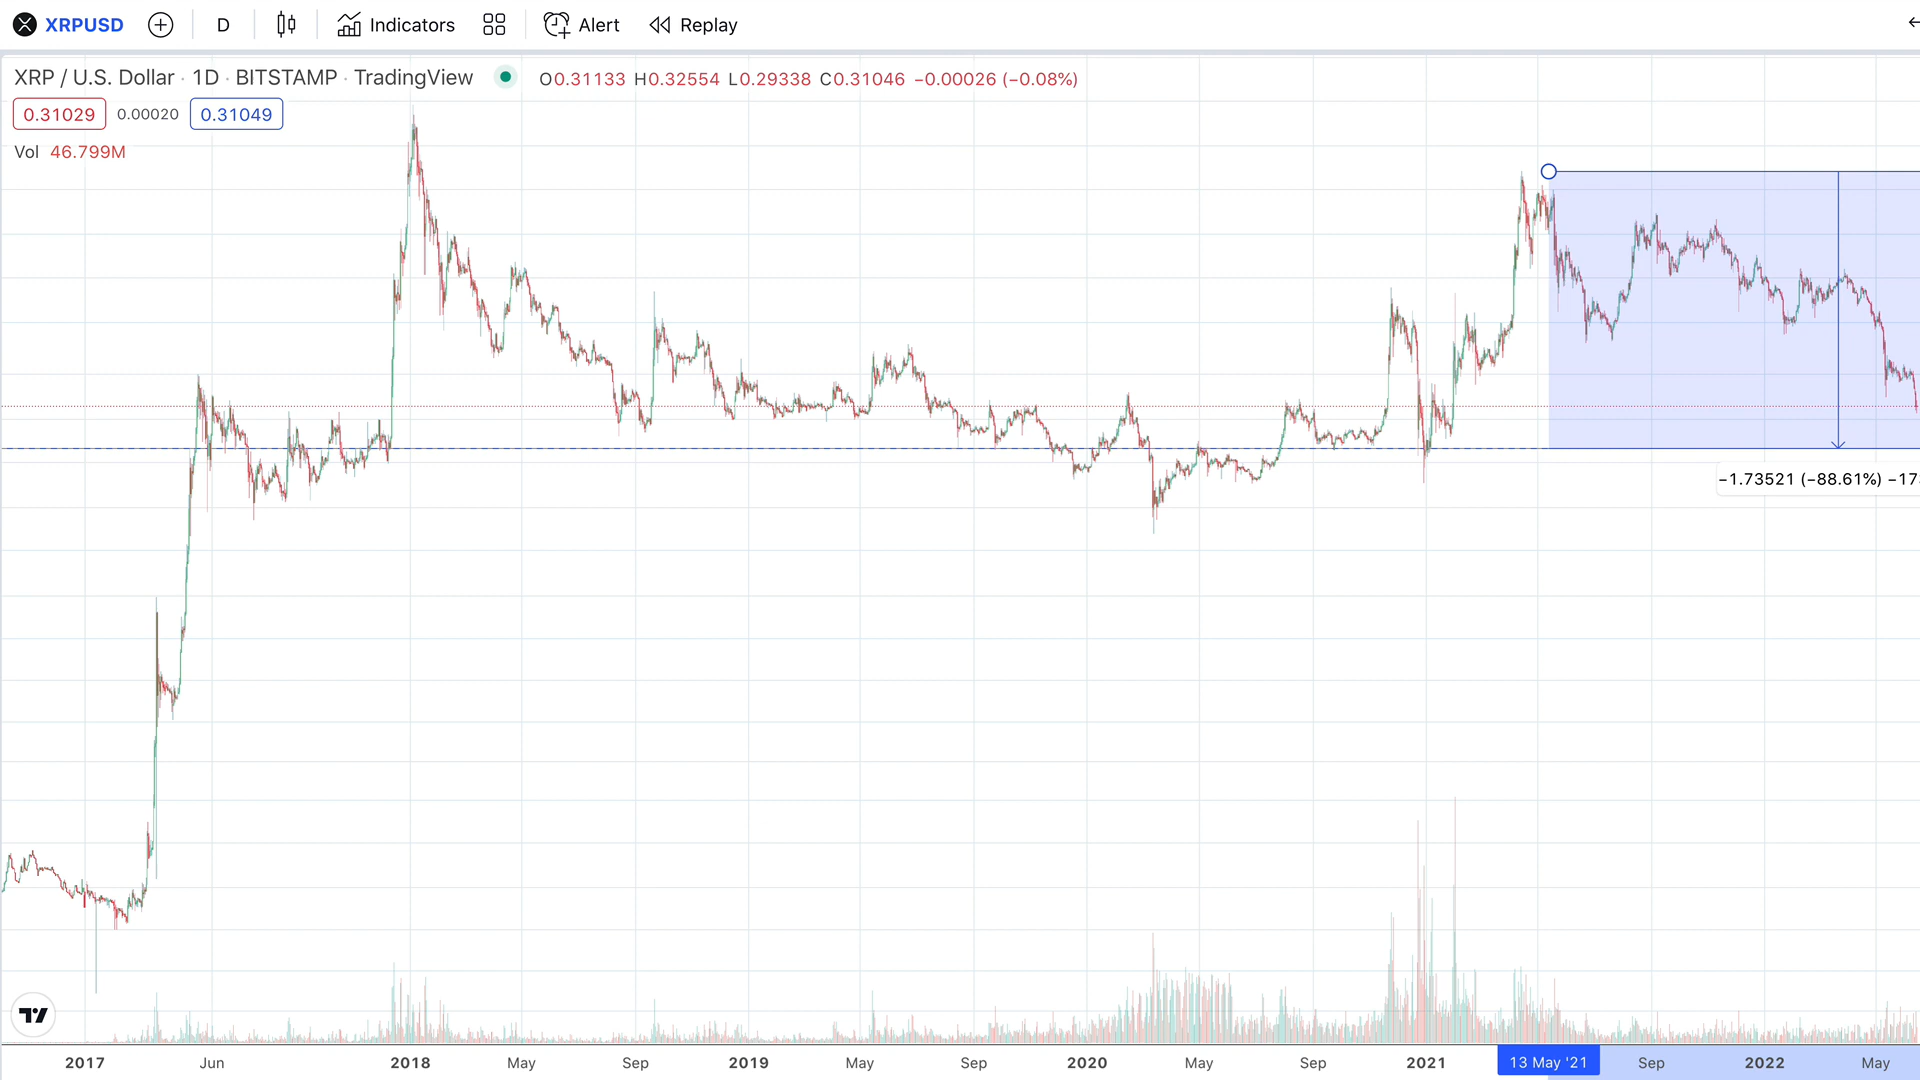 XRPUSD D Indicators Alert Replay
XRP / U.S. Dollar · 1D · BITSTAMP · TradingView O0.31133 H0.32554 L0.29338 C0.31046 −0.00026 (−0.08%)
0.31029 0.00020 0.31049
Vol 46.799M
−1.73521 (−88.61%)
2017 Jun 2018 May Sep 2019 May Sep 2020 May Sep 2021 13 May '21 Sep 2022 May